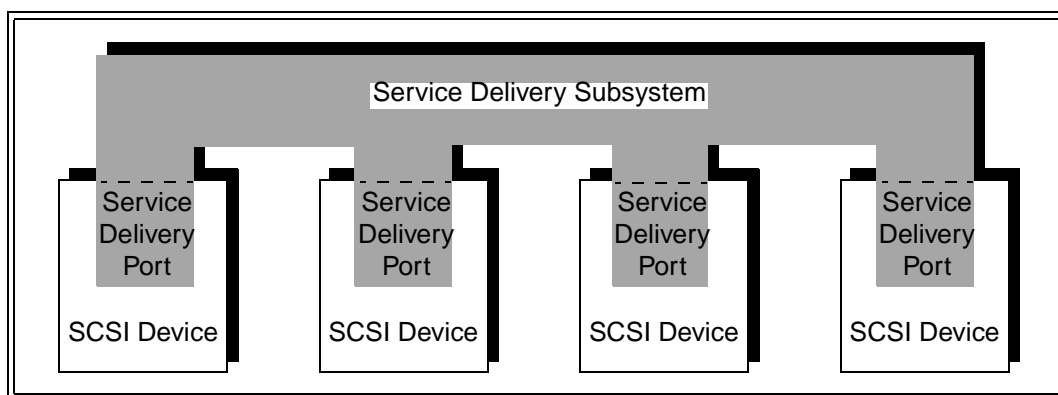 Service Delivery Subsystem
Service
Delivery
Port
SCSI Device
Service
Delivery
Port
SCSI Device
Service
Delivery
Port
SCSI Device
Service
Delivery
Port
SCSI Device